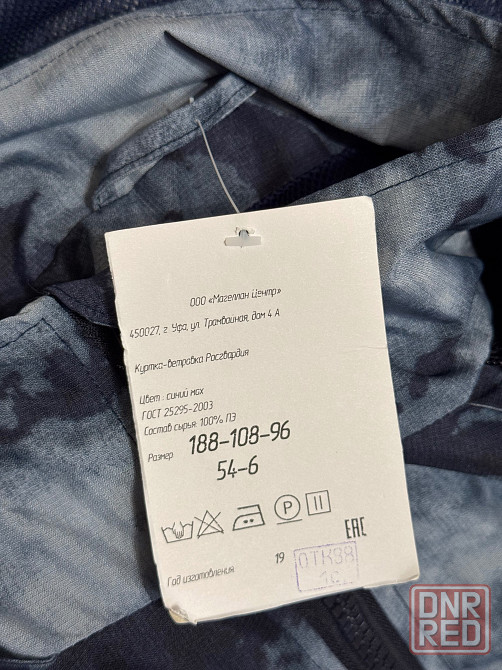 ООО «Магеллан Центр»
450027, г. Уфа, ул. Трамвайная, дом 4 А
Куртка-ветровка Росгвардия
Цвет : синий мох
ГОСТ 25295-2003
Состав сырья: 100% ПЭ
Размер 188-108-96
54-6
P
EAC
Год изготовления 19
ОТК38
16
DNR
RED